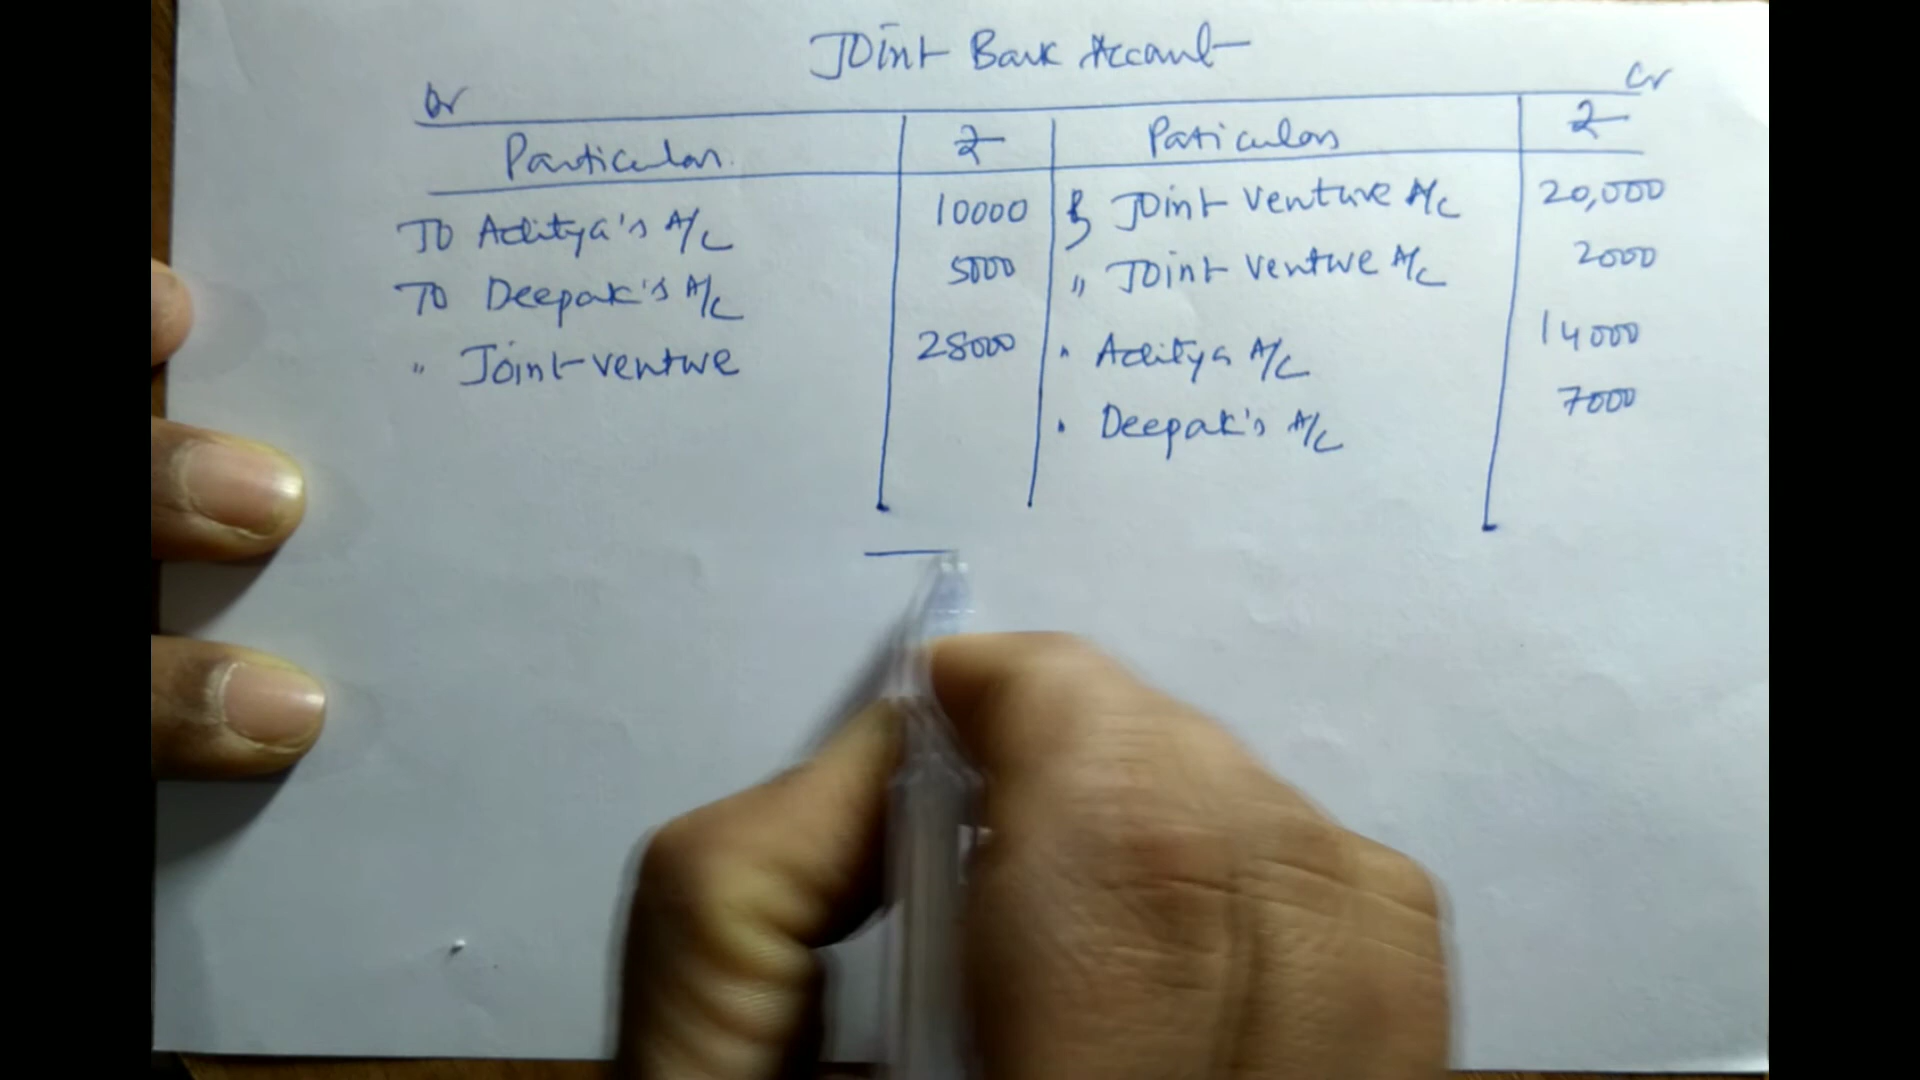 Joint Bank Account
Dr Cr
Particulars ₹ Paticulars ₹
To Aditya's A/c 10000 By Joint Venture A/c 20,000
To Deepak's A/c 5000 " Joint Venture A/c 2000
" Joint venture 28000 " Aditya A/c 14000
" Deepak's A/c 7000